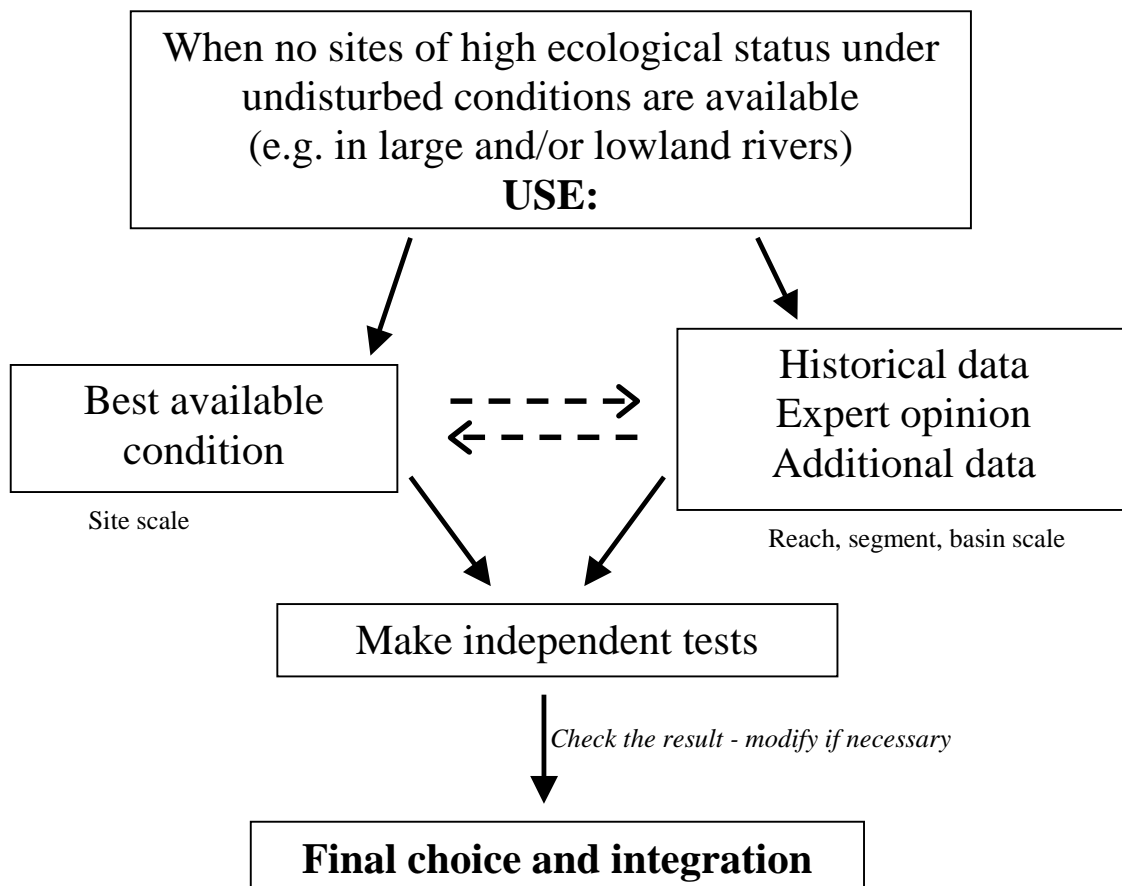 When no sites of high ecological status under
undisturbed conditions are available
(e.g. in large and/or lowland rivers)
USE:
Best available
condition
Site scale
Historical data
Expert opinion
Additional data
Reach, segment, basin scale
Make independent tests
Check the result - modify if necessary
Final choice and integration